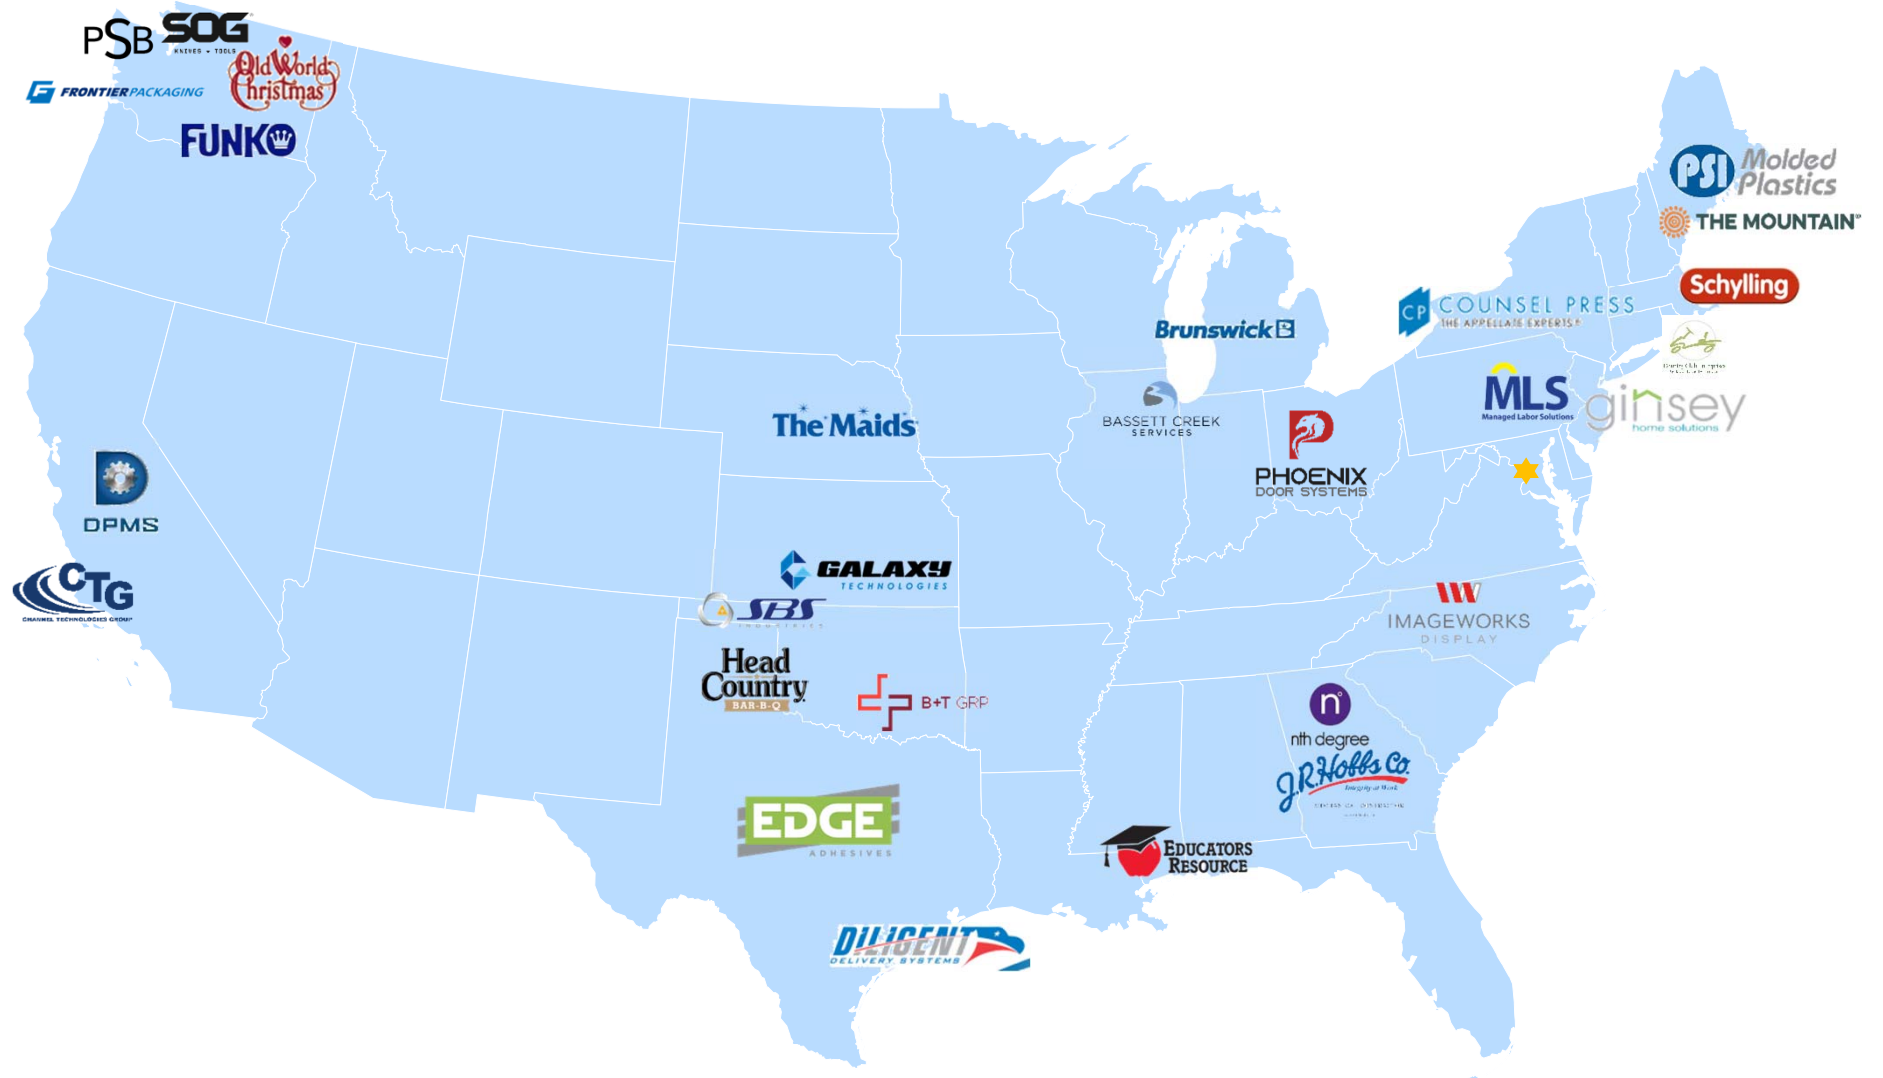 PSB
SOG
KNIVES • TOOLS
Old World
Christmas
FRONTIER PACKAGING
FUNKO
PSI Molded
Plastics
THE MOUNTAIN®
Schylling
CP COUNSEL PRESS
THE APPELLATE EXPERTS®
Brunswick B
MLS
Managed Labor Solutions
ginsey
home solutions
The Maids
BASSETT CREEK
SERVICES
PHOENIX
DOOR SYSTEMS
D
DPMS
CTG
CHANNEL TECHNOLOGIES GROUP
GALAXY
TECHNOLOGIES
SBS
INDUSTRIES
IMAGEWORKS
DISPLAY
Head
Country
BAR-B-Q
B+T GRP
n°
nth degree
J.R. Hobbs Co.
Integrity at Work
EDGE
ADHESIVES
EDUCATORS
RESOURCE
DILIGENT
DELIVERY SYSTEMS